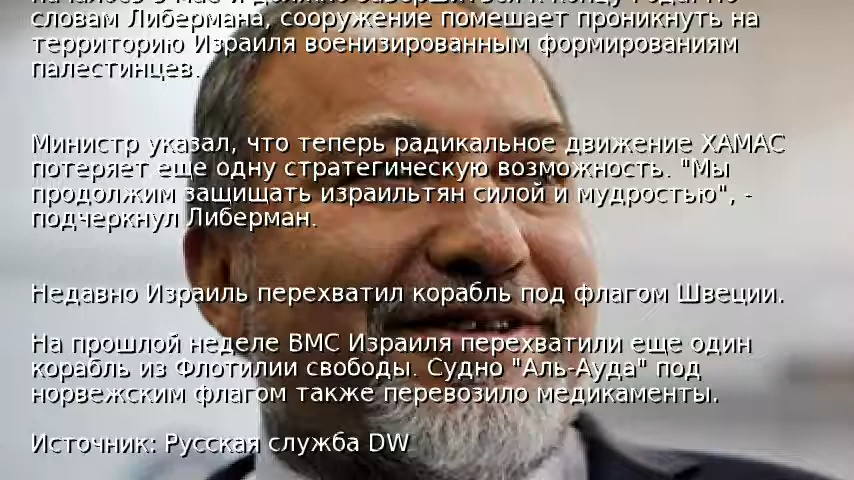 словам Либермана, сооружение помешает проникнуть на
территорию Израиля военизированным формированиям
палестинцев.
Министр указал, что теперь радикальное движение ХАМАС
потеряет еще одну стратегическую возможность. "Мы
продолжим защищать израильтян силой и мудростью", -
подчеркнул Либерман.
Недавно Израиль перехватил корабль под флагом Швеции.
На прошлой неделе ВМС Израиля перехватили еще один
корабль из Флотилии свободы. Судно "Аль-Ауда" под
норвежским флагом также перевозило медикаменты.
Источник: Русская служба DW